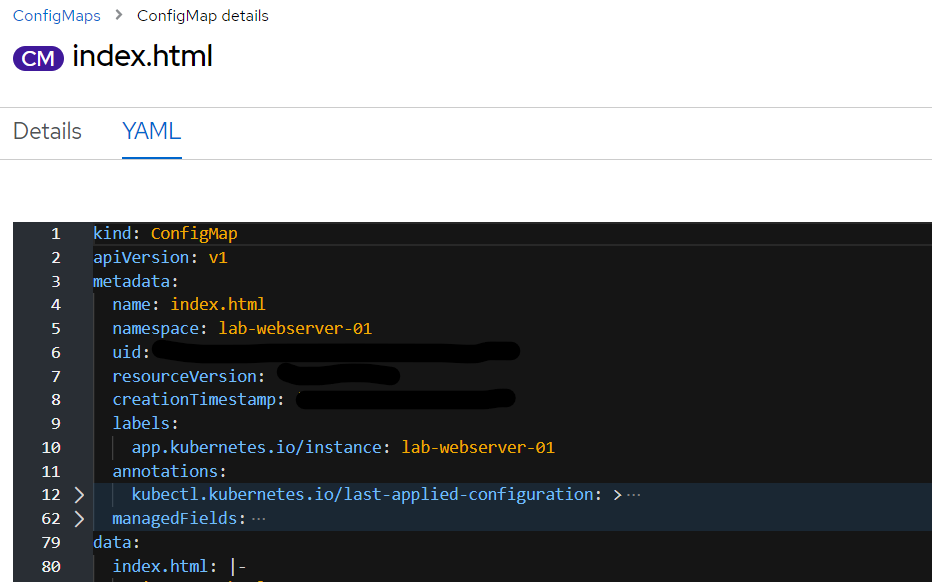 ConfigMaps > ConfigMap details
CM index.html
Details YAML
1 kind: ConfigMap
2 apiVersion: v1
3 metadata:
4 name: index.html
5 namespace: lab-webserver-01
6 uid:
7 resourceVersion:
8 creationTimestamp:
9 labels:
10 app.kubernetes.io/instance: lab-webserver-01
11 annotations:
12 kubectl.kubernetes.io/last-applied-configuration: >…
62 managedFields: …
79 data:
80 index.html: |-